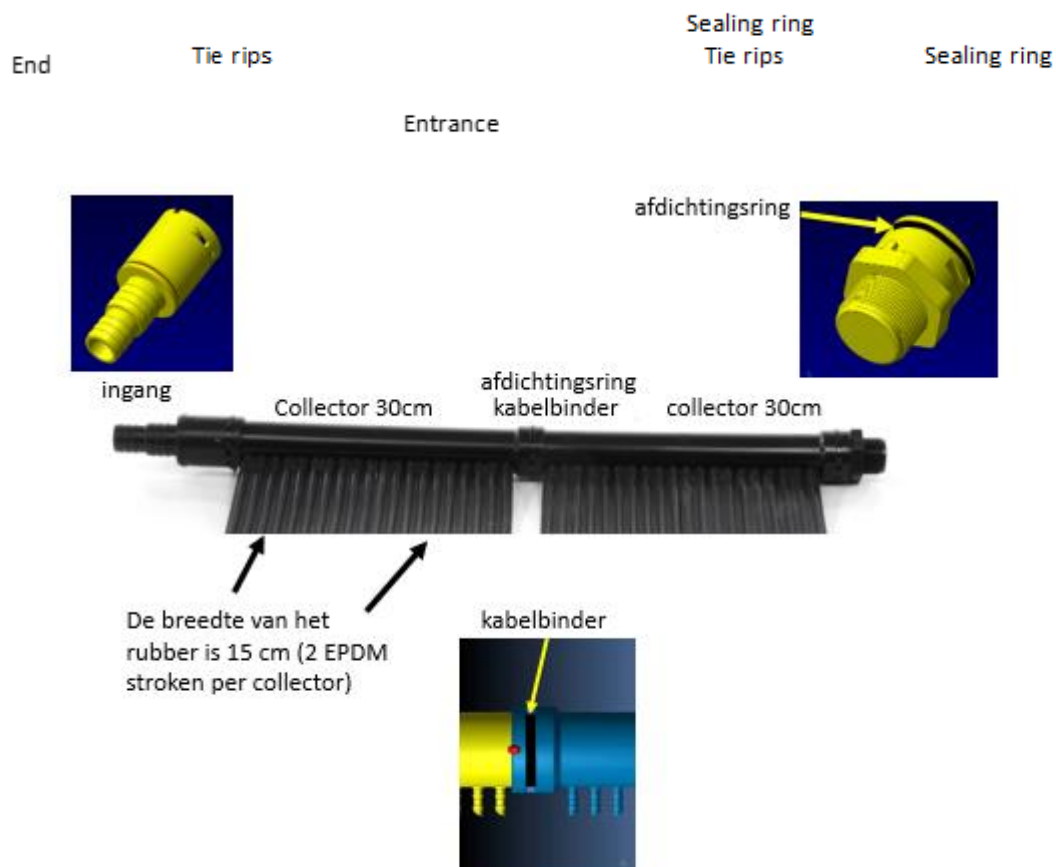 Sealing ring
End
Tie rips
Tie rips
Sealing ring
Entrance
afdichtingsring
ingang
Collector 30cm
afdichtingsring
kabelbinder
collector 30cm
De breedte van het
rubber is 15 cm (2 EPDM
stroken per collector)
kabelbinder